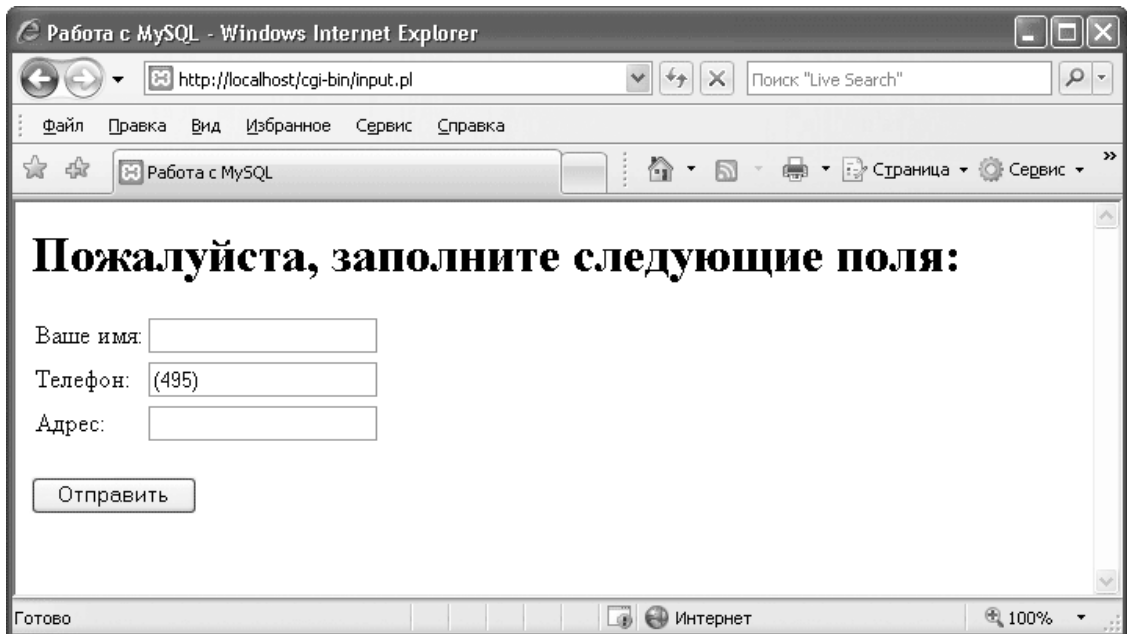 Работа с MySQL - Windows Internet Explorer
http://localhost/cgi-bin/input.pl
Поиск "Live Search"
Файл Правка Вид Избранное Сервис Справка
Работа с MySQL
Страница Сервис »
Пожалуйста, заполните следующие поля:
Ваше имя:
Телефон: (495)
Адрес:
Отправить
Готово Интернет 100%